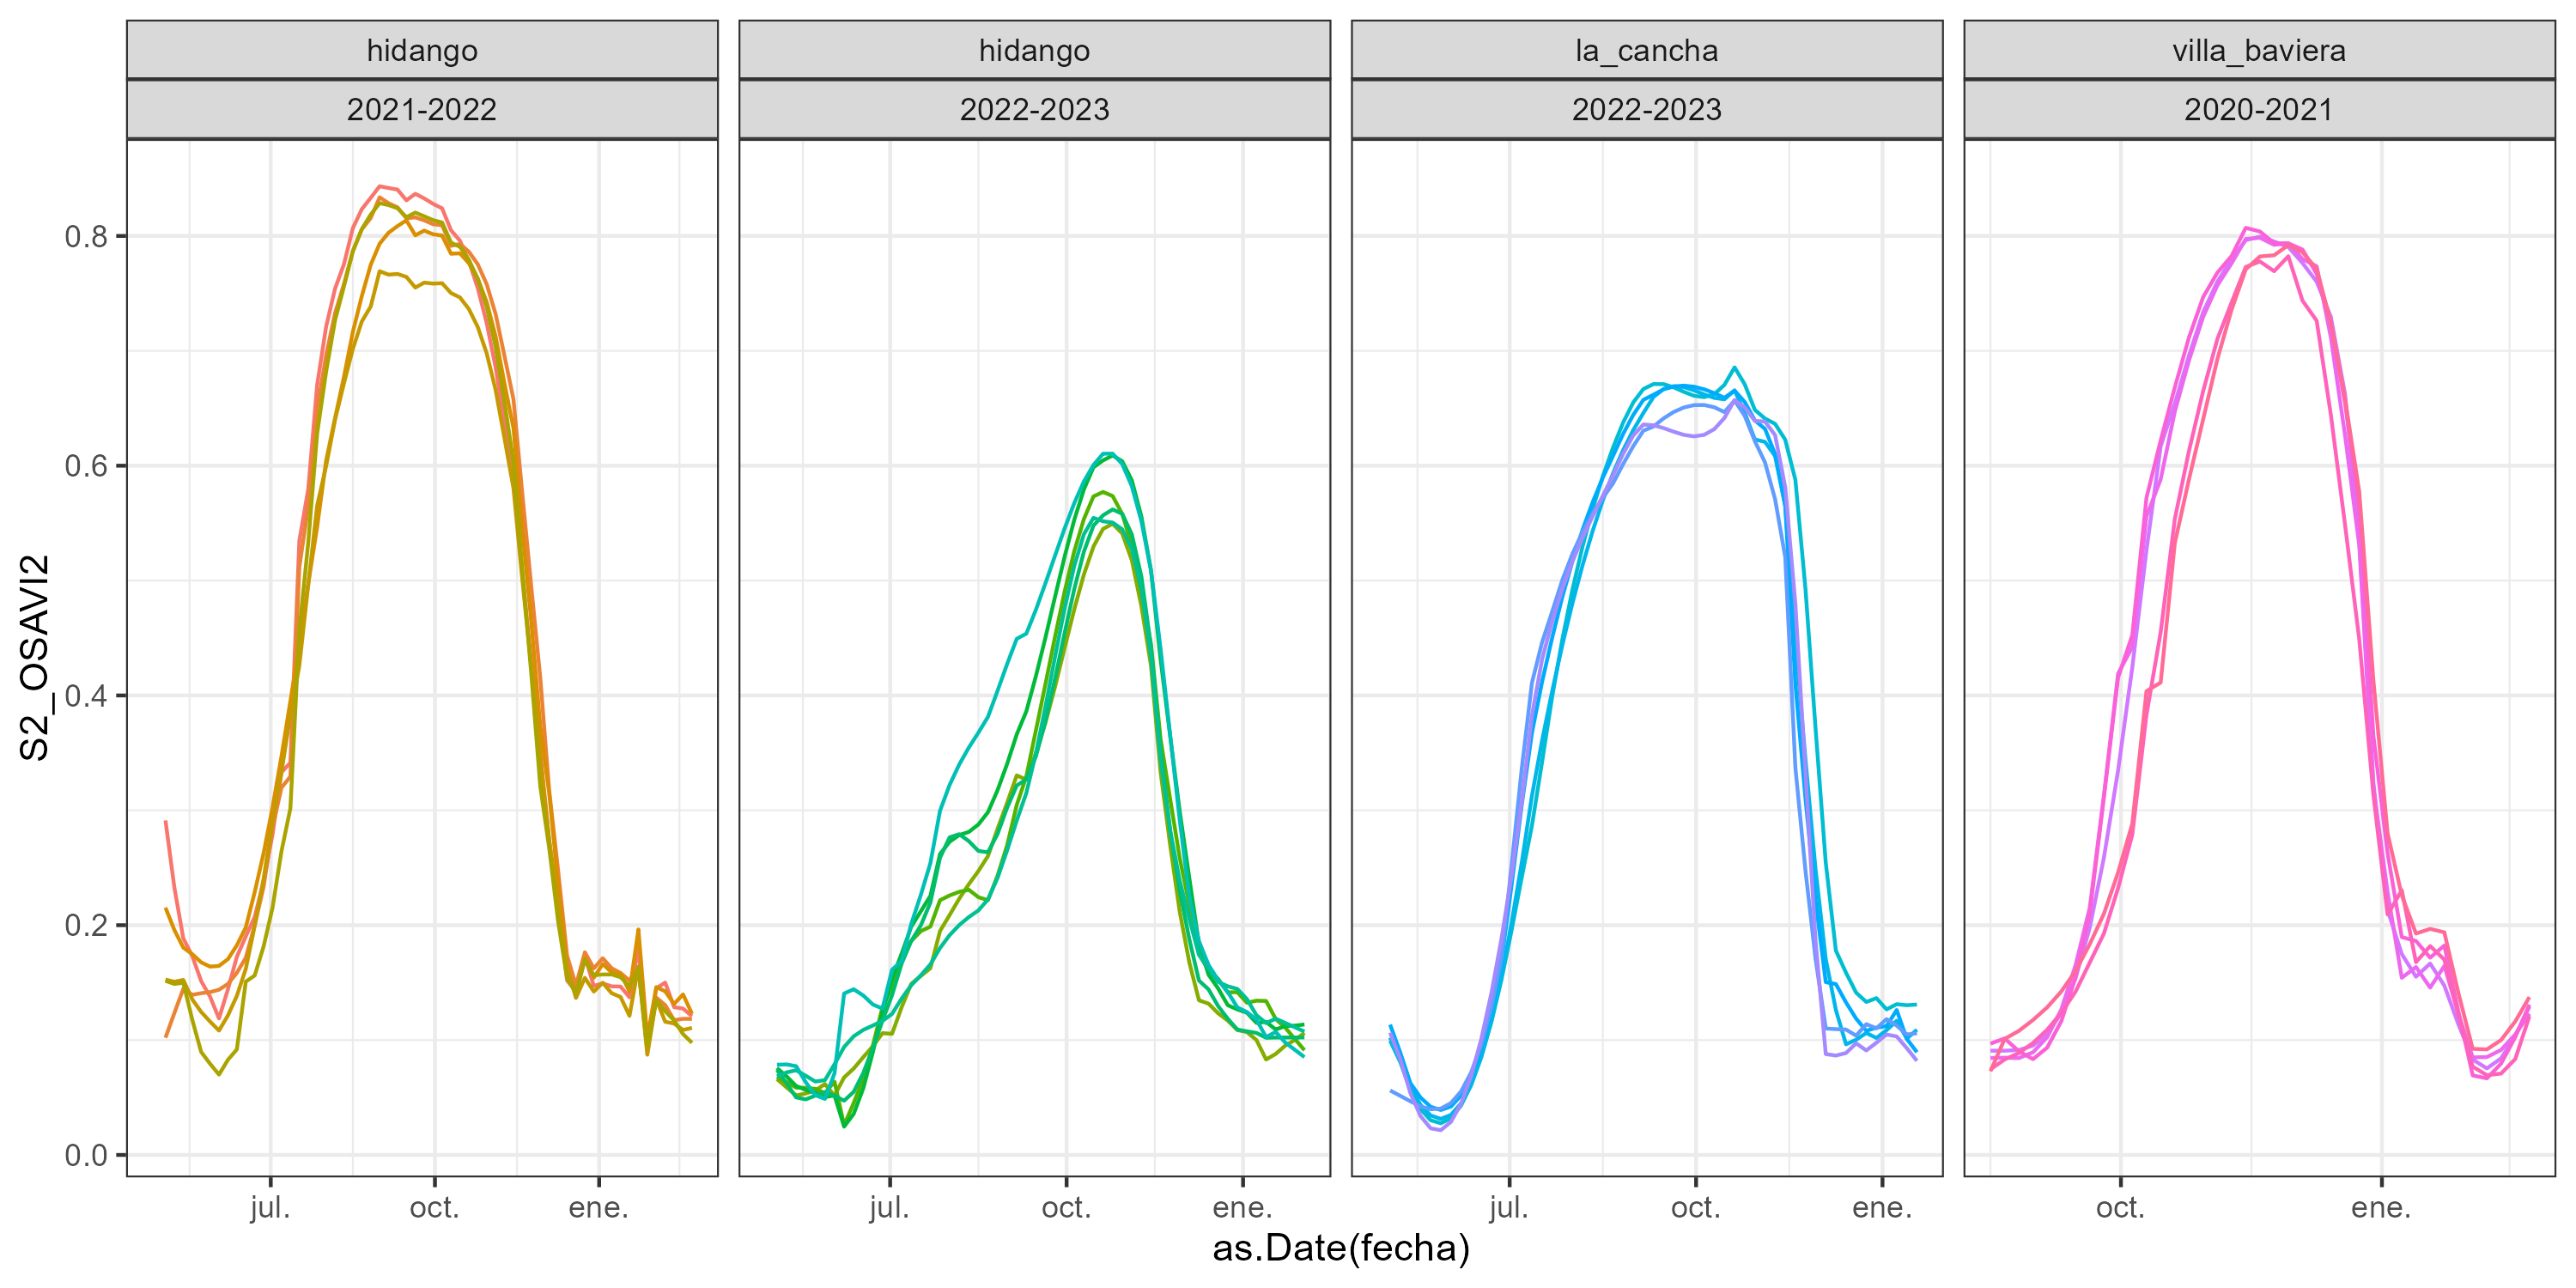 hidango
hidango
la_cancha
villa_baviera
2021-2022
2022-2023
2022-2023
2020-2021
S2_OSAVI2
0.8
0.6
0.4
0.2
0.0
jul.
oct.
ene.
jul.
oct.
ene.
jul.
oct.
ene.
oct.
ene.
as.Date(fecha)